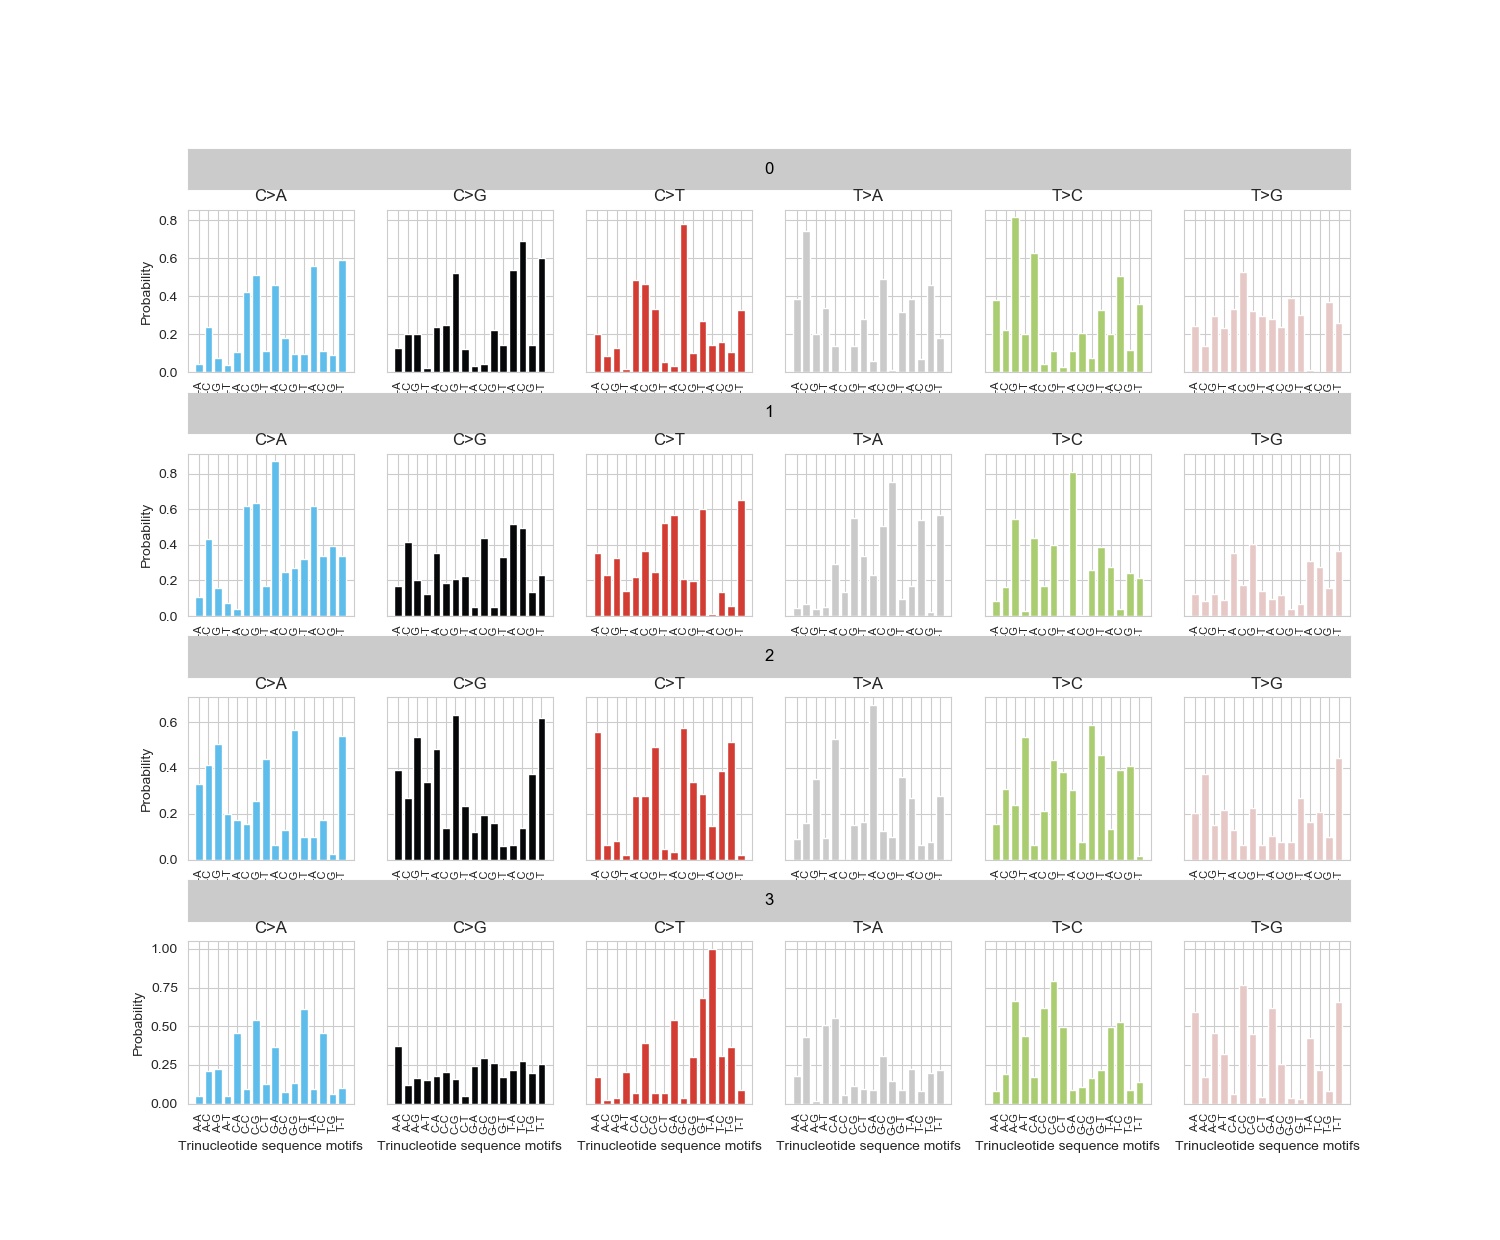 0
C>A C>G C>T T>A T>C T>G
0.8
0.6
0.4
0.2
0.0
Probability
1
C>A C>G C>T T>A T>C T>G
0.8
0.6
0.4
0.2
0.0
Probability
2
C>A C>G C>T T>A T>C T>G
0.6
0.4
0.2
0.0
Probability
3
C>A C>G C>T T>A T>C T>G
1.00
0.75
0.50
0.25
0.00
Probability
A-A A-C A-G A-T C-A C-C C-G C-T G-A G-C G-G G-T T-A T-C T-G T-T
A-A A-C A-G A-T C-A C-C C-G C-T G-A G-C G-G G-T T-A T-C T-G T-T
A-A A-C A-G A-T C-A C-C C-G C-T G-A G-C G-G G-T T-A T-C T-G T-T
A-A A-C A-G A-T C-A C-C C-G C-T G-A G-C G-G G-T T-A T-C T-G T-T
A-A A-C A-G A-T C-A C-C C-G C-T G-A G-C G-G G-T T-A T-C T-G T-T
A-A A-C A-G A-T C-A C-C C-G C-T G-A G-C G-G G-T T-A T-C T-G T-T
Trinucleotide sequence motifs Trinucleotide sequence motifs Trinucleotide sequence motifs Trinucleotide sequence motifs Trinucleotide sequence motifs Trinucleotide sequence motifs